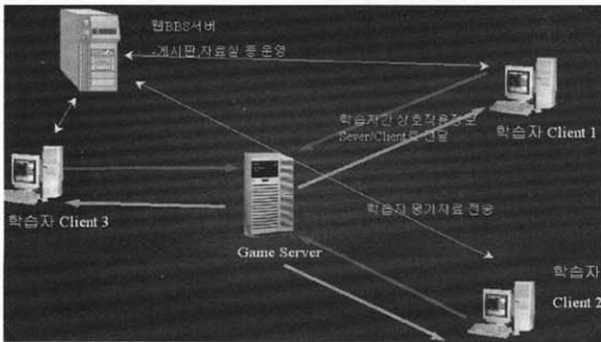 웹BBS서버
-게시판,자료실 등 운영
학습자간 상호작용정보
Sever/Client로 전달
학습자 Client 1
학습자 Client 3
학습자 평가자료 전송
Game Server
학습자
Client 2